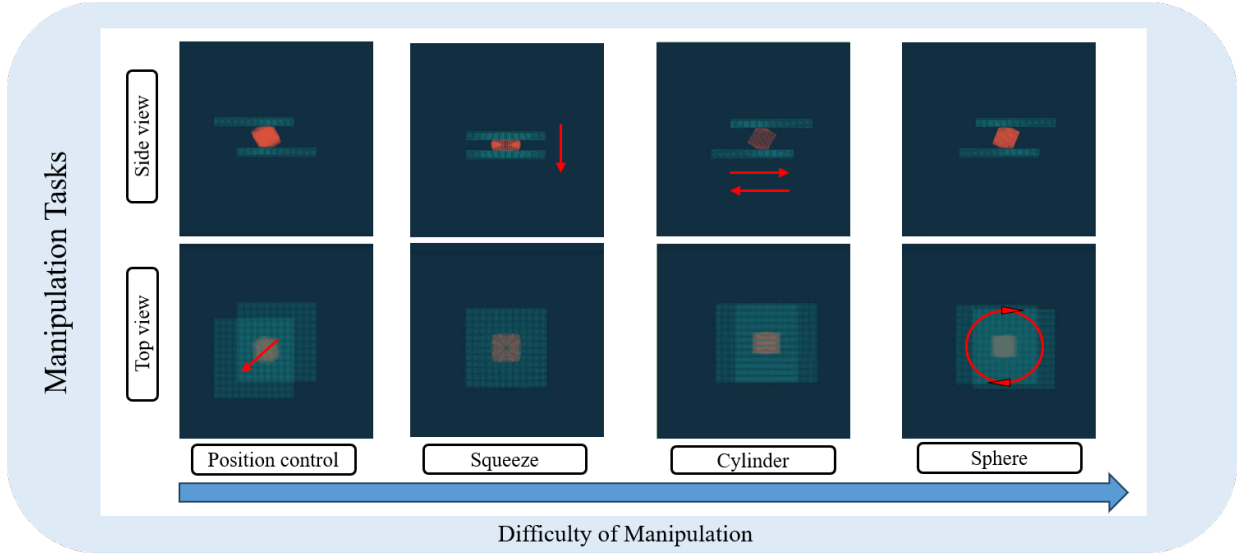 Manipulation Tasks
Side view
Top view
Position control
Squeeze
Cylinder
Sphere
Difficulty of Manipulation